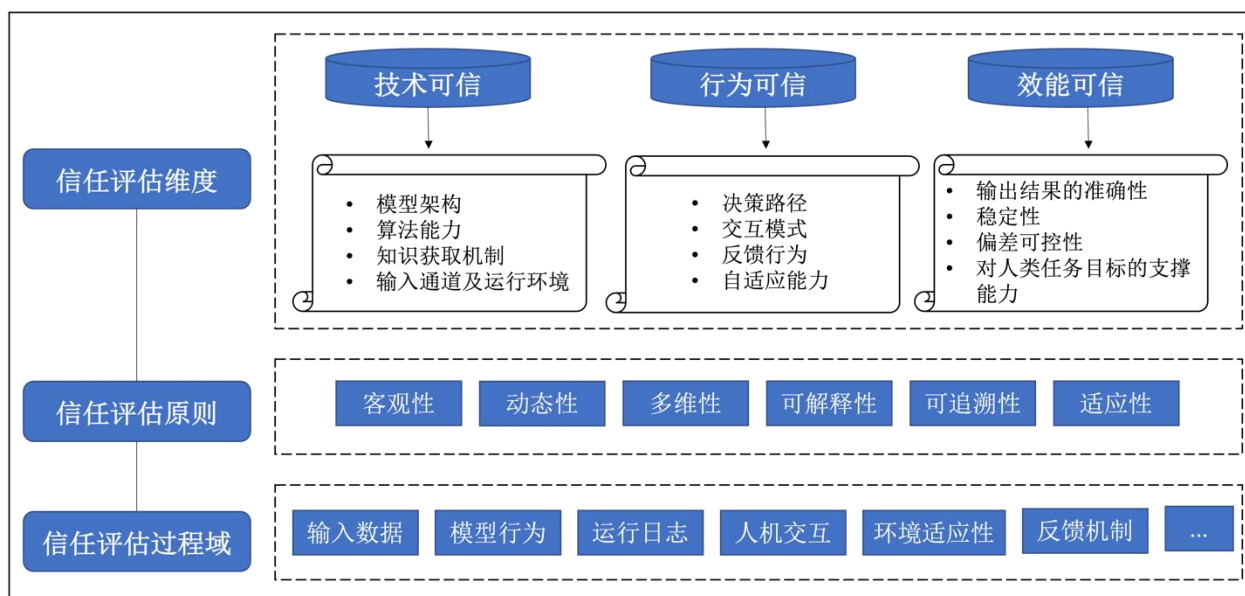 技术可信
行为可信
效能可信
信任评估维度
• 模型架构
• 算法能力
• 知识获取机制
• 输入通道及运行环境
• 决策路径
• 交互模式
• 反馈行为
• 自适应能力
• 输出结果的准确性
• 稳定性
• 偏差可控性
• 对人类任务目标的支撑
能力
信任评估原则
客观性
动态性
多维性
可解释性
可追溯性
适应性
信任评估过程域
输入数据
模型行为
运行日志
人机交互
环境适应性
反馈机制
...